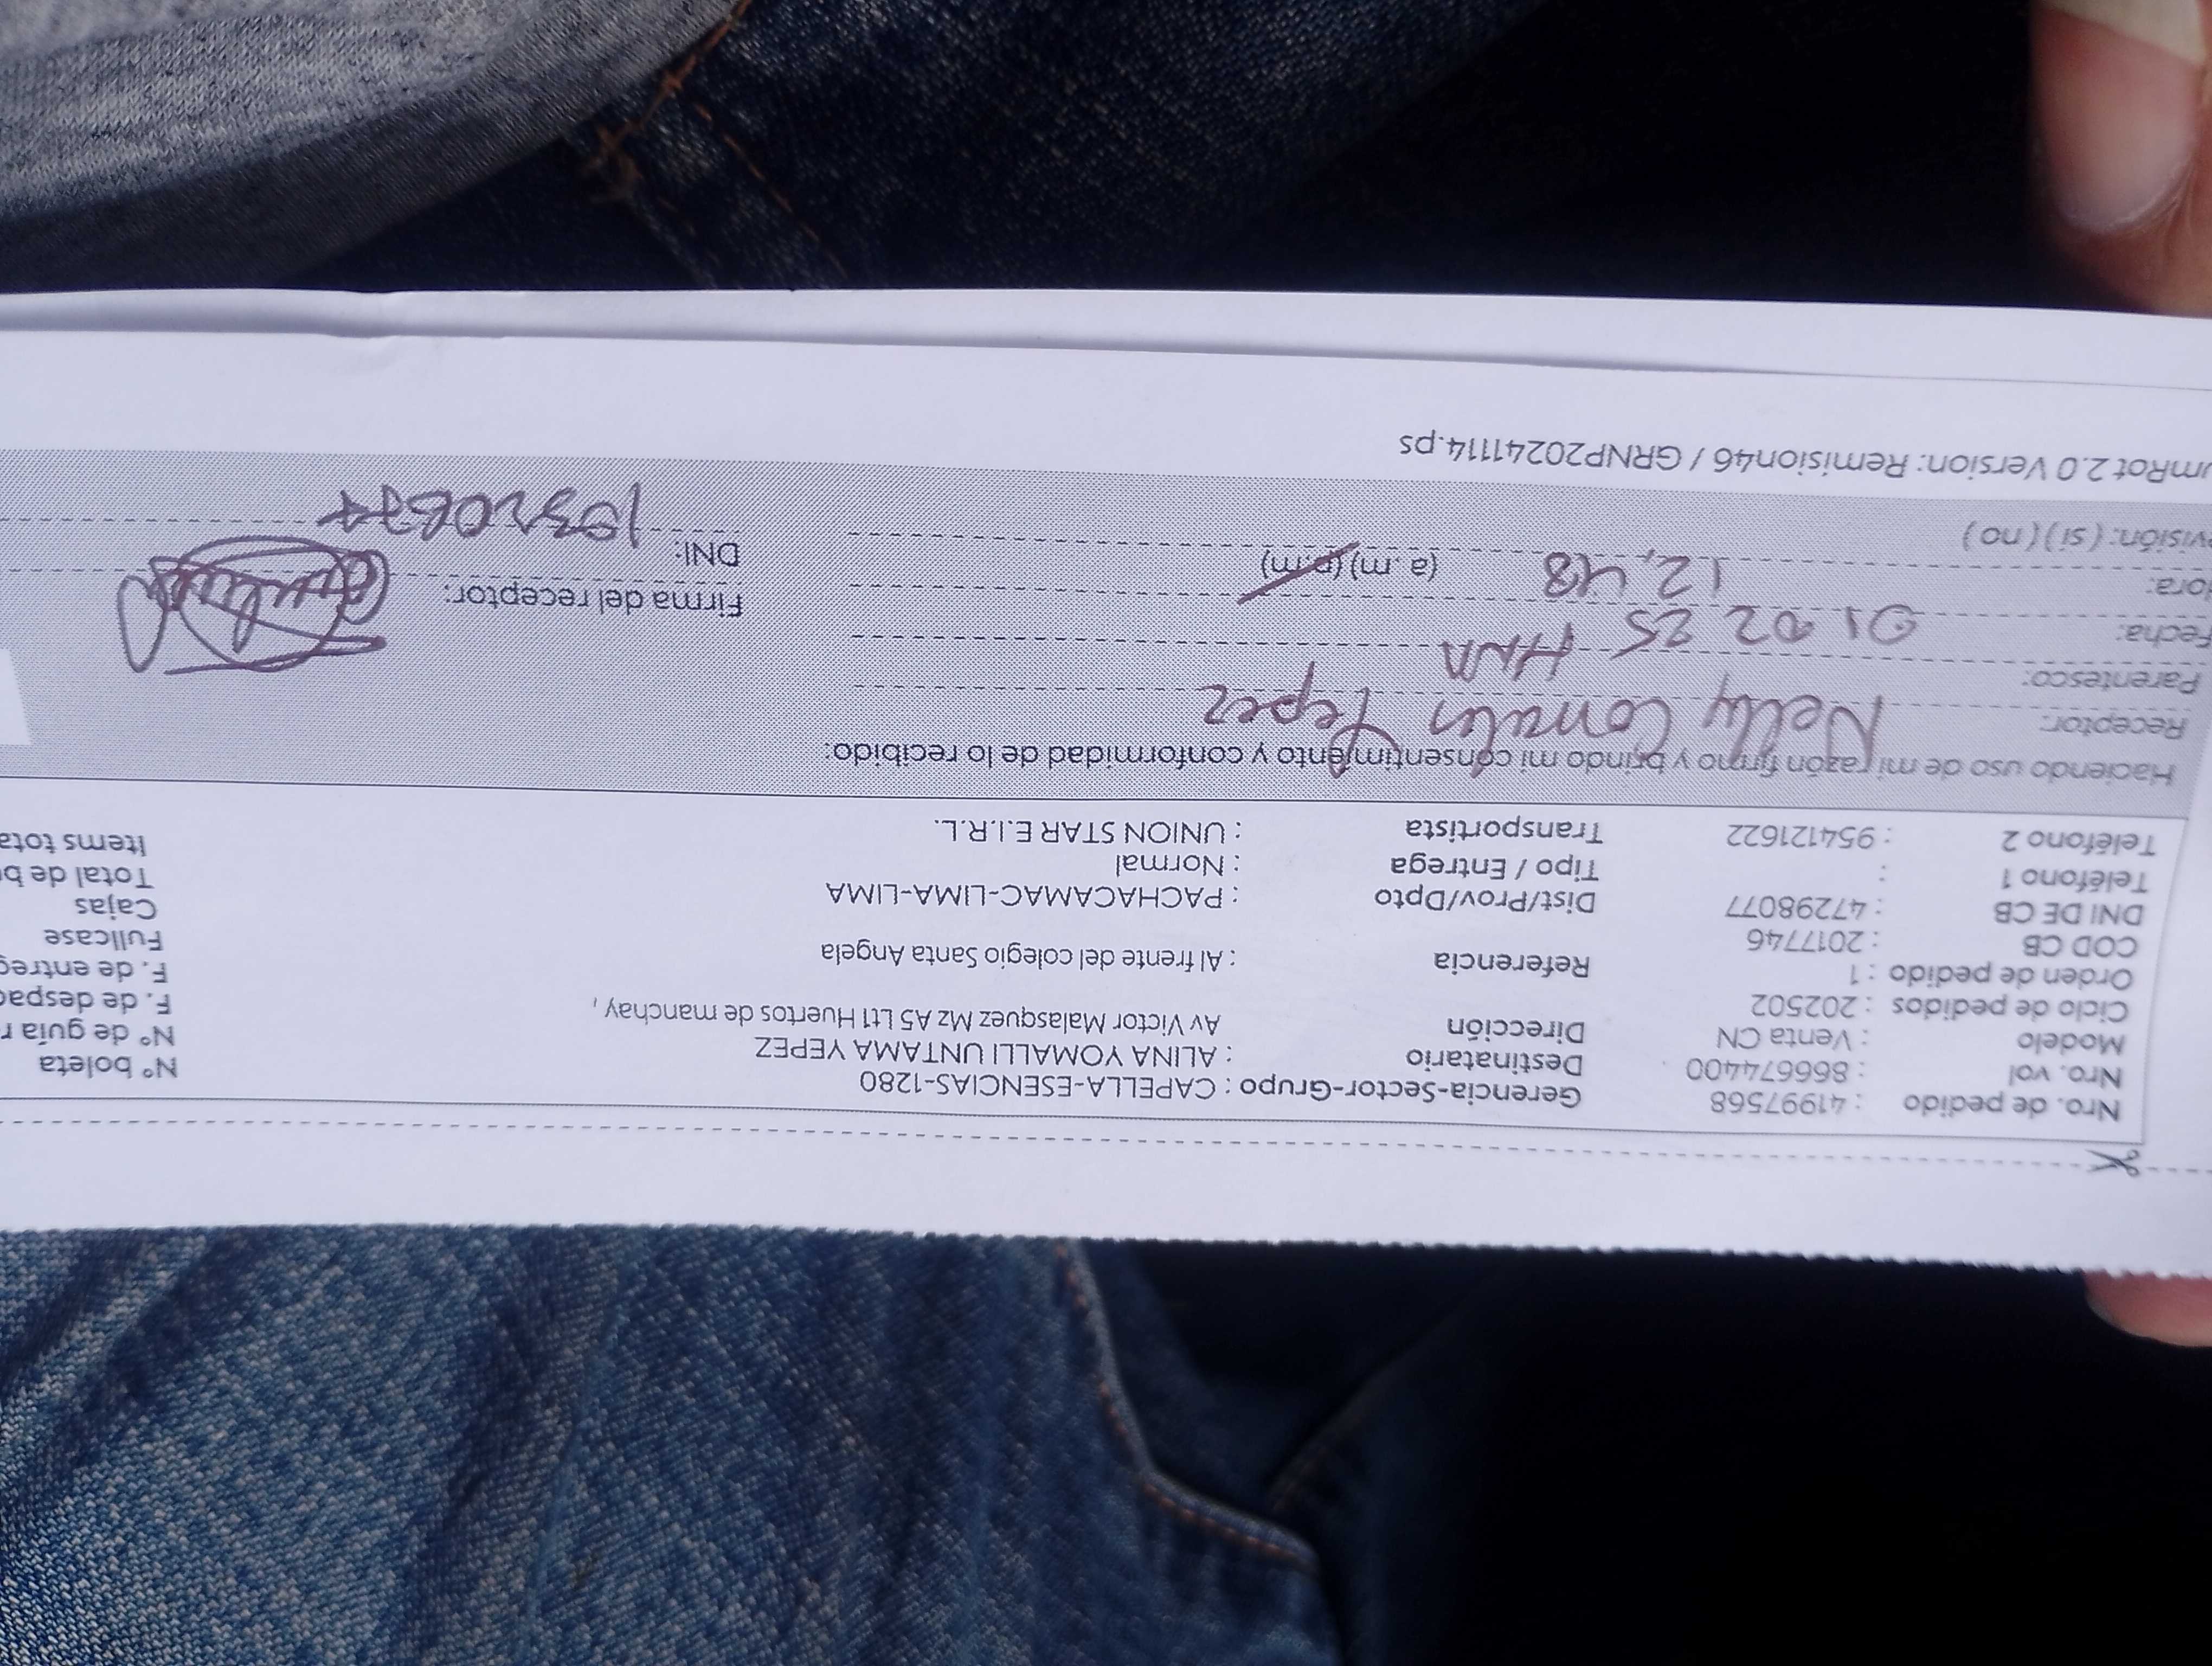 Nro. de pedido : 41997568 Gerencia-Sector-Grupo : CAPELLA-ESENCIAS-1280 N° boleta
Nro. vol : 866674400 Destinatario : ALINA YOMALLI UNTAMA YEPEZ N° de guía r
Modelo : Venta CN Dirección Av Victor Malasquez Mz A5 Lt1 Huertos de manchay , F. de despac
Ciclo de pedidos : 202502 F. de entreg
Orden de pedido : 1 Referencia : Al frente del colegio Santa Angela Fullcase
COD CB : 2017746 Cajas
DNI DE CB : 47298077 Dist/Prov/Dpto : PACHACAMAC-LIMA-LIMA Total de b
Teléfono 1 : Tipo / Entrega : Normal Items tota
Teléfono 2 : 954121622 Transportista : UNION STAR E.I.R.L.
Haciendo uso de mi razón firmo y brindo mi consentimiento y conformidad de lo recibido:
Receptor: Nelly
Parentesco: HNA
Fecha: 01 02 25 Firma del receptor:
Hora: 12,48 (a.m)(p.m) DNI:
visión: ( si ) ( no )
umRot 2.0 Version: Remision46 / GRNP20241114.ps